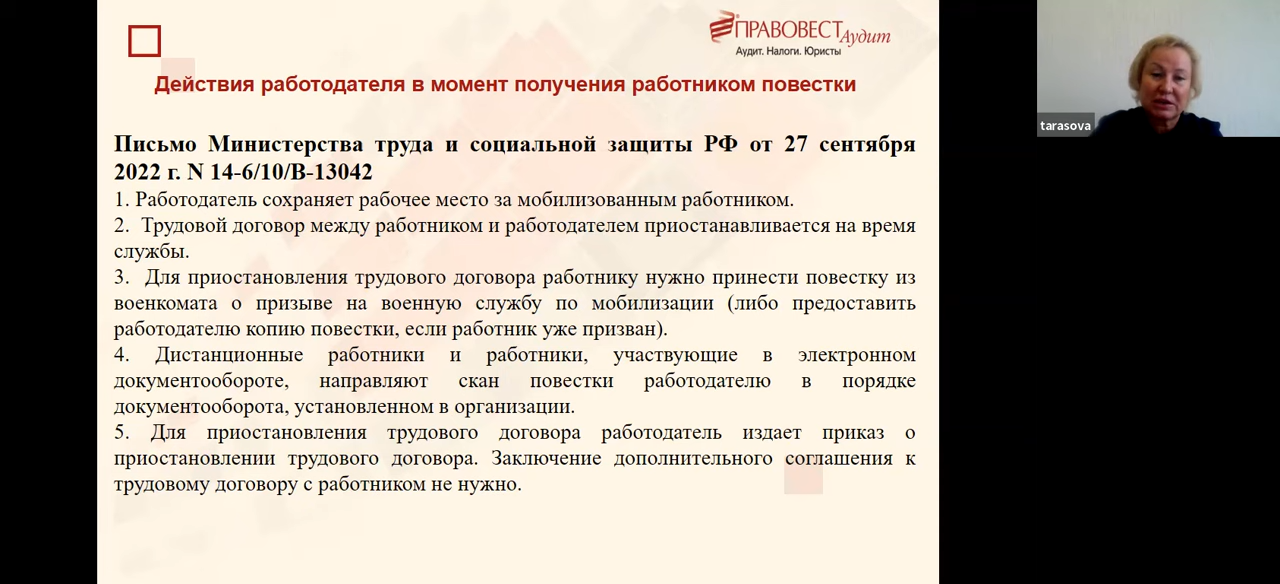 ПРАВОВЕСТ Аудит
Аудит. Налоги. Юристы
tarasova
Действия работодателя в момент получения работником повестки
Письмо Министерства труда и социальной защиты РФ от 27 сентября
2022 г. N 14-6/10/В-13042
1. Работодатель сохраняет рабочее место за мобилизованным работником.
2. Трудовой договор между работником и работодателем приостанавливается на время
службы.
3. Для приостановления трудового договора работнику нужно принести повестку из
военкомата о призыве на военную службу по мобилизации (либо предоставить
работодателю копию повестки, если работник уже призван).
4. Дистанционные работники и работники, участвующие в электронном
документообороте, направляют скан повестки работодателю в порядке
документооборота, установленном в организации.
5. Для приостановления трудового договора работодатель издает приказ о
приостановлении трудового договора. Заключение дополнительного соглашения к
трудовому договору с работником не нужно.